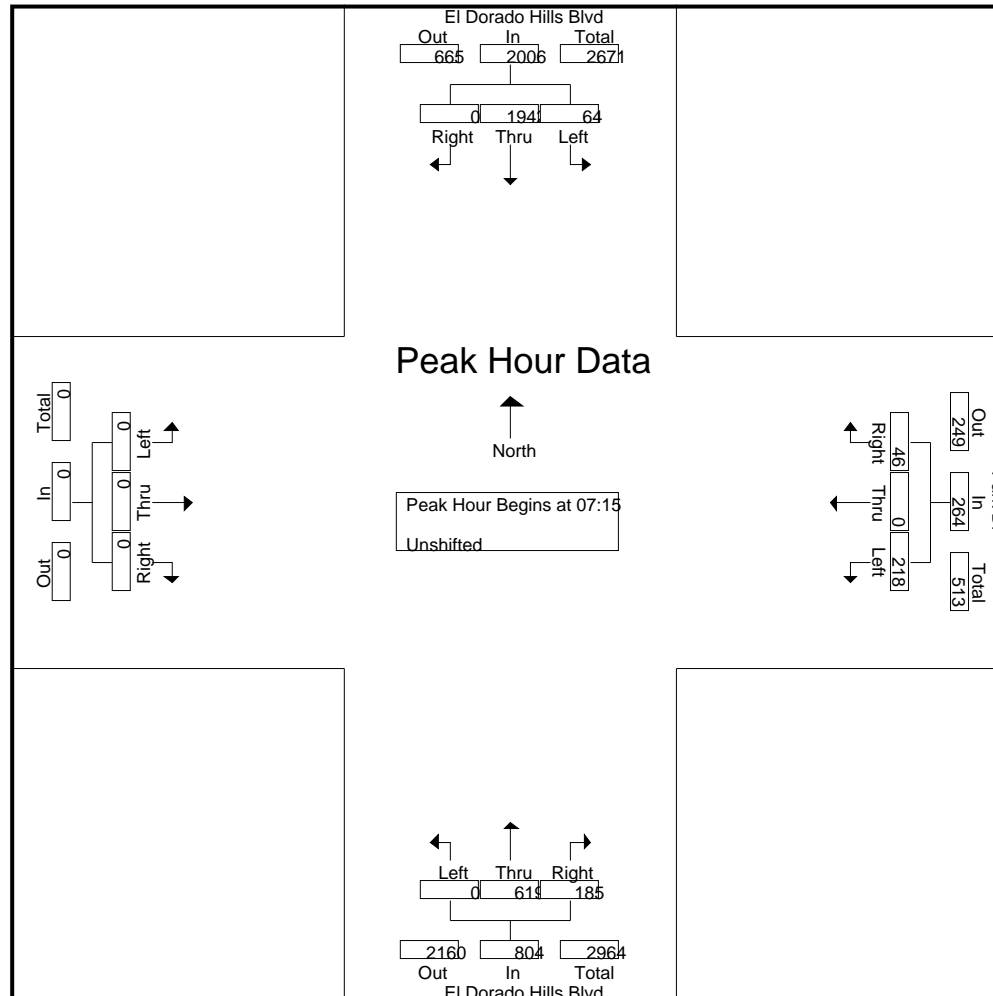 El Dorado Hills Blvd
Out In Total
665 2006 2671
0 1942 64
Right Thru Left
Peak Hour Data
North
Peak Hour Begins at 07:15
Unshifted
Total 0
In 0
Out 0
Left 0
Thru 0
Right 0
Right 46
Thru 0
Left 218
Out 249
In 264
Total 513
Left Thru Right
0 619 185
2160 804 2964
Out In Total
El Dorado Hills Blvd